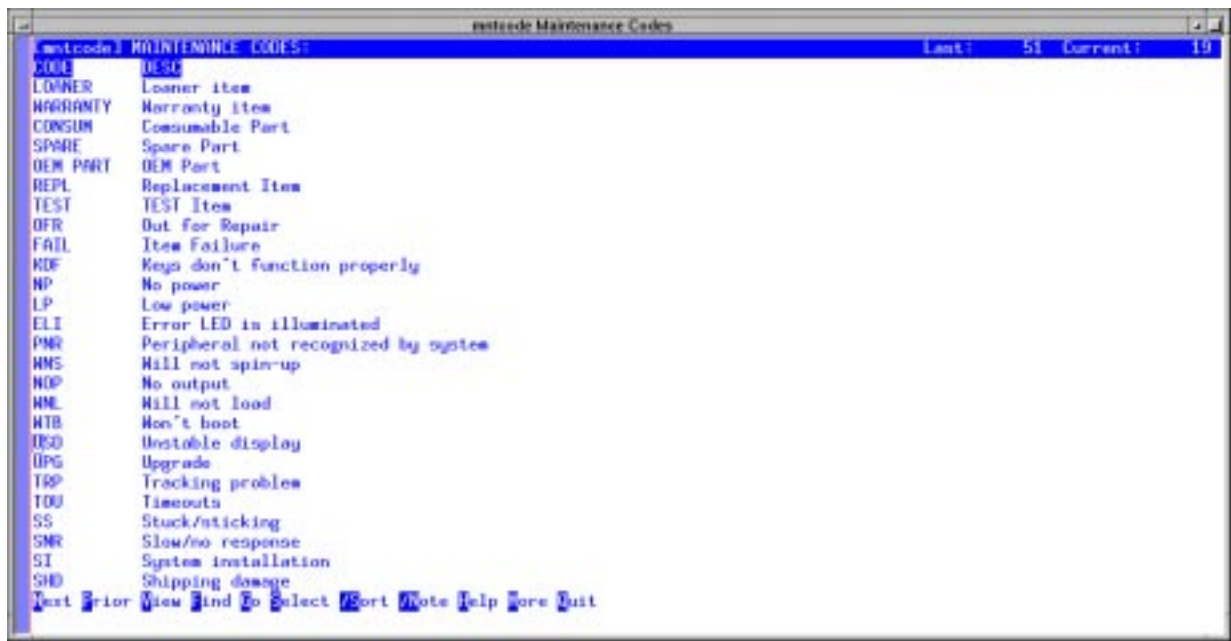 mntcode Maintenance Codes
[mntcode] MAINTENANCE CODES: Last: 51 Current: 19
CODE DESC
LOANER Loaner item
WARRANTY Warranty item
CONSUM Comsumable Part
SPARE Spare Part
OEM PART OEM Part
REPL Replacement Item
TEST TEST Item
OFR Out for Repair
FAIL Item Failure
KDF Keys don't function properly
NP No power
LP Low power
ELI Error LED is illuminated
PNR Peripheral not recognized by system
WNS Will not spin-up
NOP No output
WNL Will not load
WTB Won't boot
USD Unstable display
UPG Upgrade
TRP Tracking problem
TOU Timeouts
SS Stuck/sticking
SNR Slow/no response
SI System installation
SHD Shipping damage
Next Prior View Find Go Select /Sort /Note Help More Quit